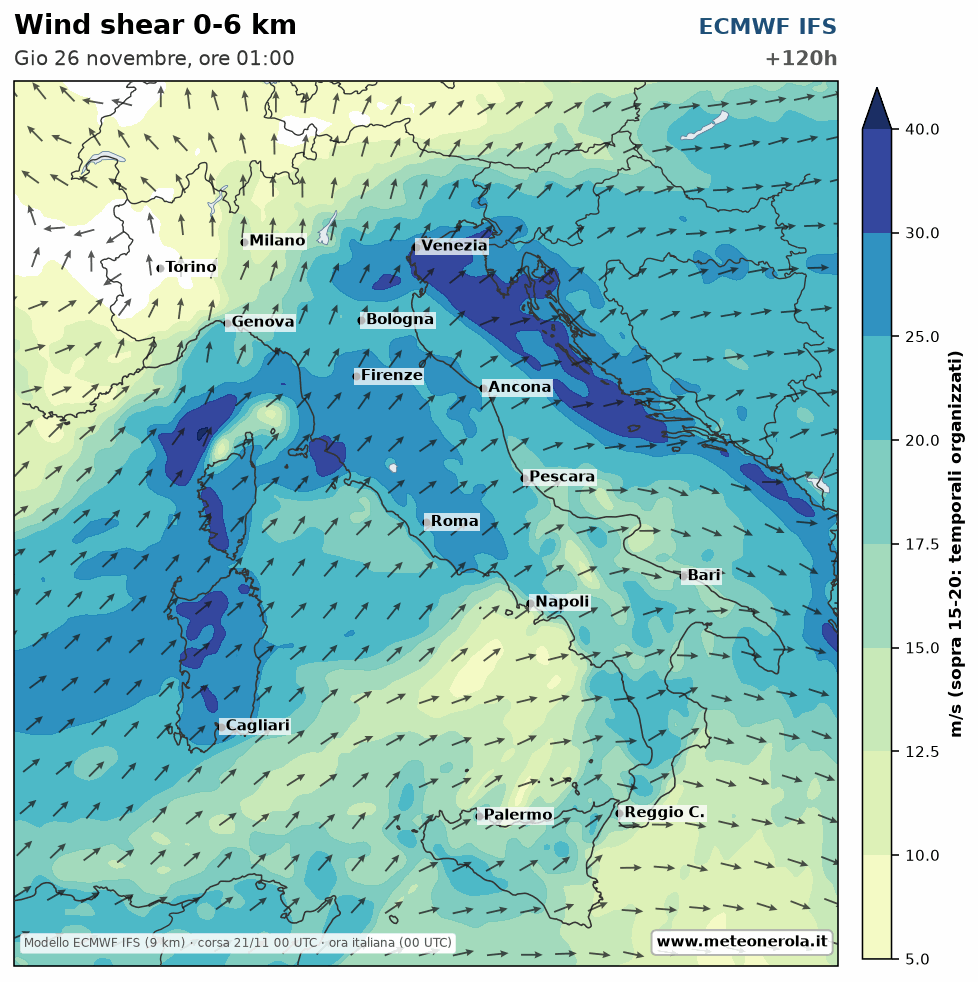 Wind shear 0-6 km
ECMWF IFS
Gio 26 novembre, ore 01:00
+120h
Milano
Venezia
Torino
Genova
Bologna
Firenze
Ancona
Pescara
Roma
Bari
Napoli
Cagliari
Palermo
Reggio C.
40.0
30.0
25.0
20.0
17.5
15.0
12.5
10.0
5.0
m/s (sopra 15-20: temporali organizzati)
Modello ECMWF IFS (9 km) · corsa 21/11 00 UTC · ora italiana (00 UTC)
www.meteonerola.it